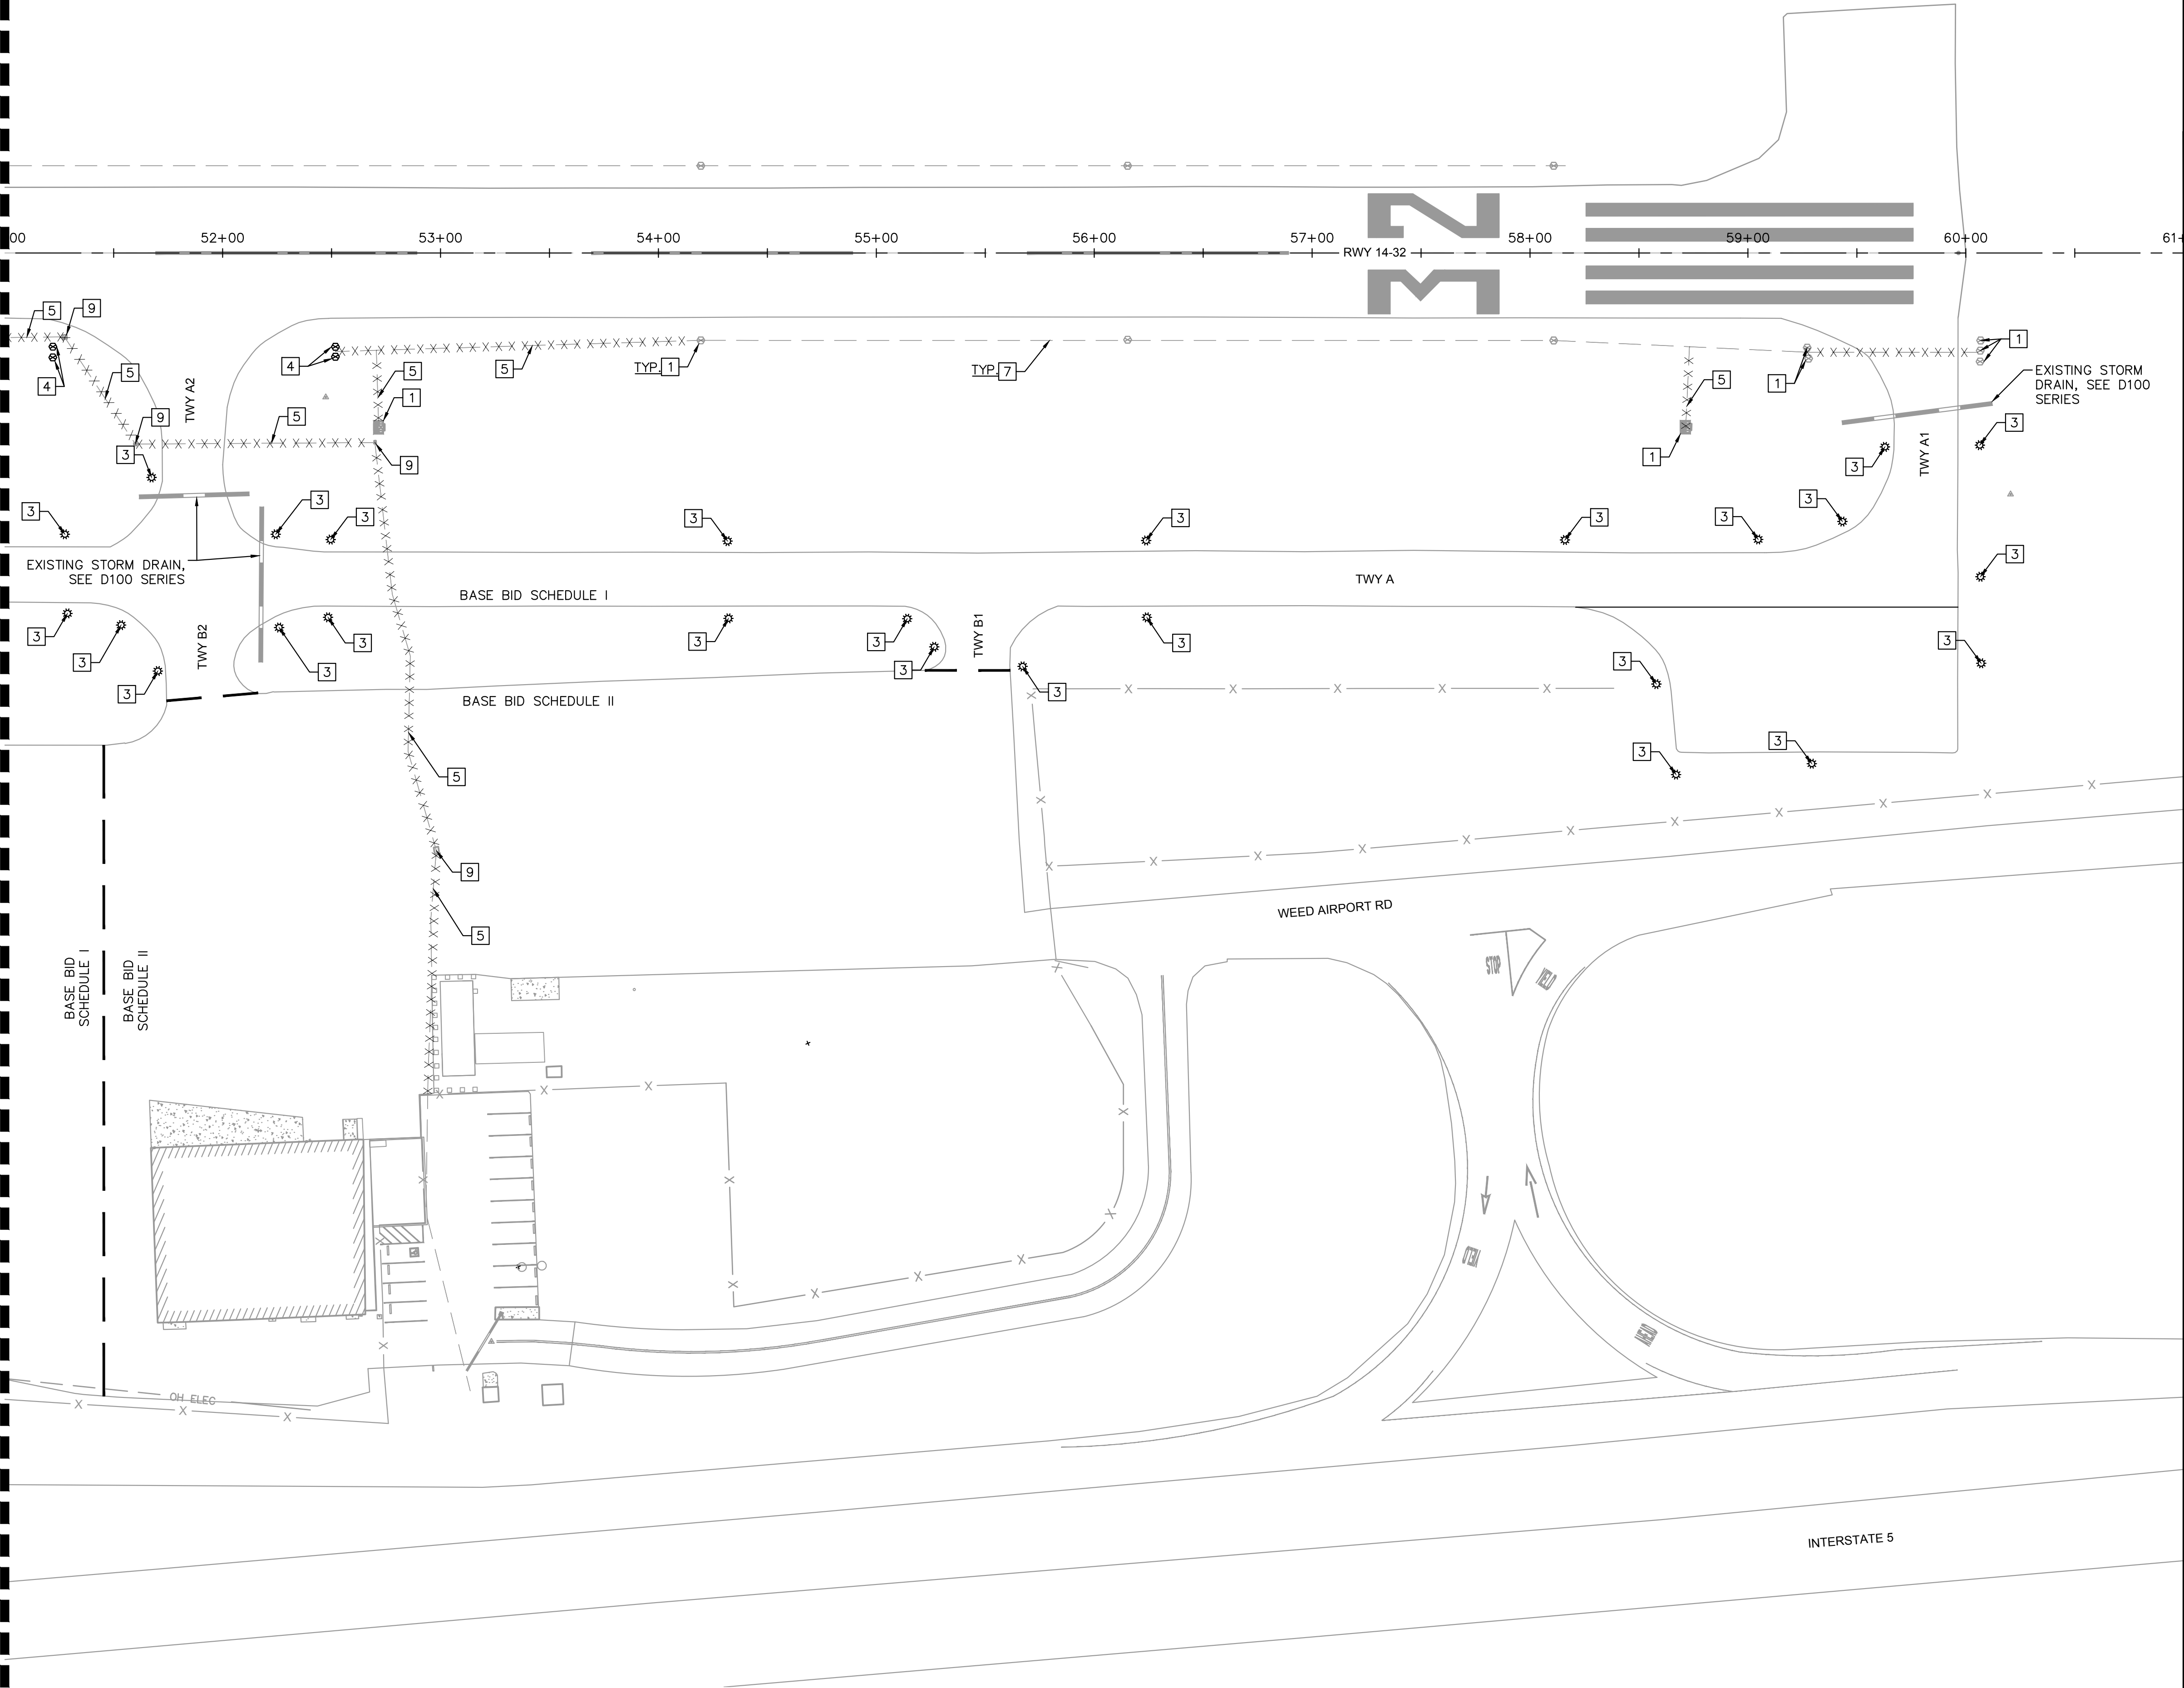 00 52+00 53+00 54+00 55+00 56+00 57+00 58+00 59+00 60+00 61+
RWY 14-32
32
5
9
4
5
9
3
3
TWY A2
5
4
5
5
1
9
TYP. 1
TYP. 7
5
1
1
1
EXISTING STORM
DRAIN, SEE D100
SERIES
3
3
TWY A1
3
3
3
3
3
3
3
3
EXISTING STORM DRAIN,
SEE D100 SERIES
BASE BID SCHEDULE I
TWY A
3
3
3
TWY B2
3
3
3
3
3
TWY B1
3
3
3
3
3
3
BASE BID SCHEDULE II
5
9
5
WEED AIRPORT RD
BASE BID
SCHEDULE I
BASE BID
SCHEDULE II
STOP
YIELD
OH ELEC
INTERSTATE 5